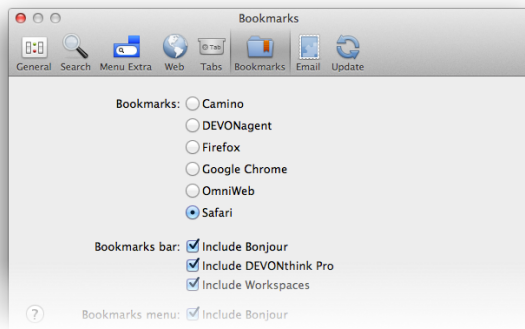 Bookmarks
Tab
General Search Menu Extra Web Tabs Bookmarks Email Update
Bookmarks: Camino
DEVONagent
Firefox
Google Chrome
OmniWeb
Safari
Bookmarks bar: Include Bonjour
Include DEVONthink Pro
Include Workspaces
? Bookmarks menu: Include Bonjour